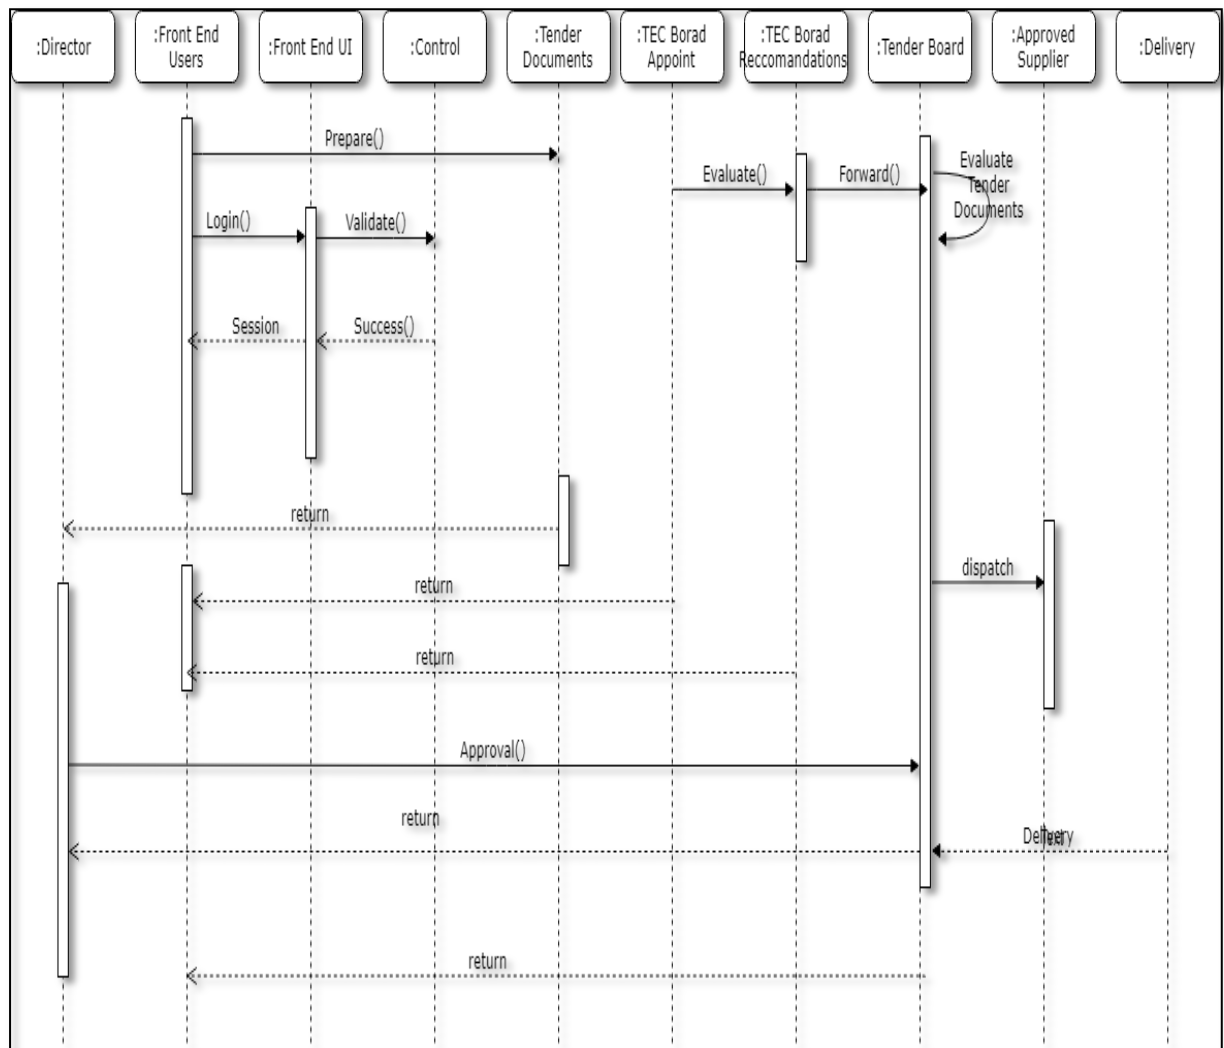 :Director
:Front End
Users
:Front End UI
:Control
:Tender
Documents
:TEC Borad
Appoint
:TEC Borad
Reccomandations
:Tender Board
:Approved
Supplier
:Delivery
Prepare()
Evaluate()
Forward()
Evaluate
Tender
Documents
Login()
Validate()
Session
Success()
return
dispatch
return
return
Approval()
return
Delivery
Text
return